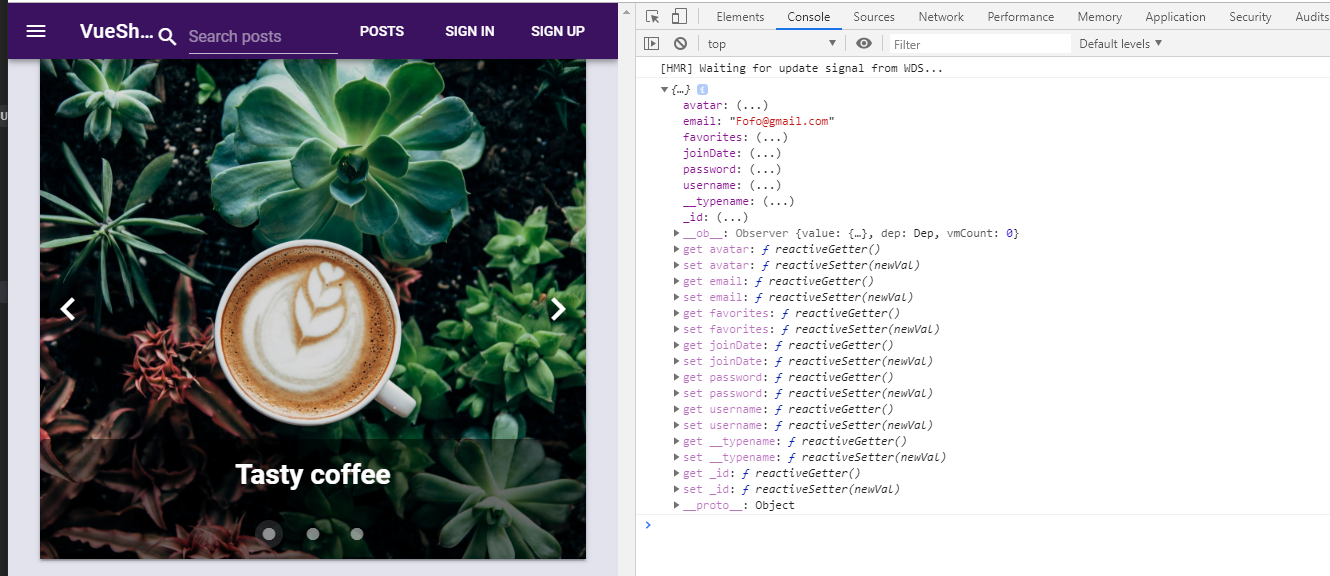 VueSh... Search posts POSTS SIGN IN SIGN UP
Tasty coffee
U
Elements Console Sources Network Performance Memory Application Security Audits
top ▼ Filter Default levels ▼
[HMR] Waiting for update signal from WDS...
▼{…} i
avatar: (...)
email: "Fofo@gmail.com"
favorites: (...)
joinDate: (...)
password: (...)
username: (...)
__typename: (...)
_id: (...)
▶__ob__: Observer {value: {…}, dep: Dep, vmCount: 0}
▶get avatar: ƒ reactiveGetter()
▶set avatar: ƒ reactiveSetter(newVal)
▶get email: ƒ reactiveGetter()
▶set email: ƒ reactiveSetter(newVal)
▶get favorites: ƒ reactiveGetter()
▶set favorites: ƒ reactiveSetter(newVal)
▶get joinDate: ƒ reactiveGetter()
▶set joinDate: ƒ reactiveSetter(newVal)
▶get password: ƒ reactiveGetter()
▶set password: ƒ reactiveSetter(newVal)
▶get username: ƒ reactiveGetter()
▶set username: ƒ reactiveSetter(newVal)
▶get __typename: ƒ reactiveGetter()
▶set __typename: ƒ reactiveSetter(newVal)
▶get _id: ƒ reactiveGetter()
▶set _id: ƒ reactiveSetter(newVal)
▶__proto__: Object
>